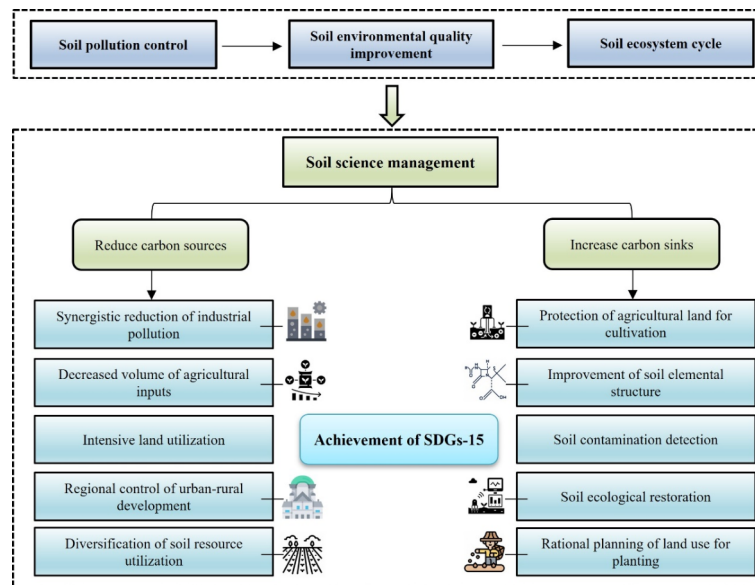 Soil pollution control
Soil environmental quality
improvement
Soil ecosystem cycle
Soil science management
Reduce carbon sources
Increase carbon sinks
Synergistic reduction of industrial
pollution
Decreased volume of agricultural
inputs
Intensive land utilization
Regional control of urban-rural
development
Diversification of soil resource
utilization
Achievement of SDGs-15
Protection of agricultural land for
cultivation
Improvement of soil elemental
structure
Soil contamination detection
Soil ecological restoration
Rational planning of land use for
planting